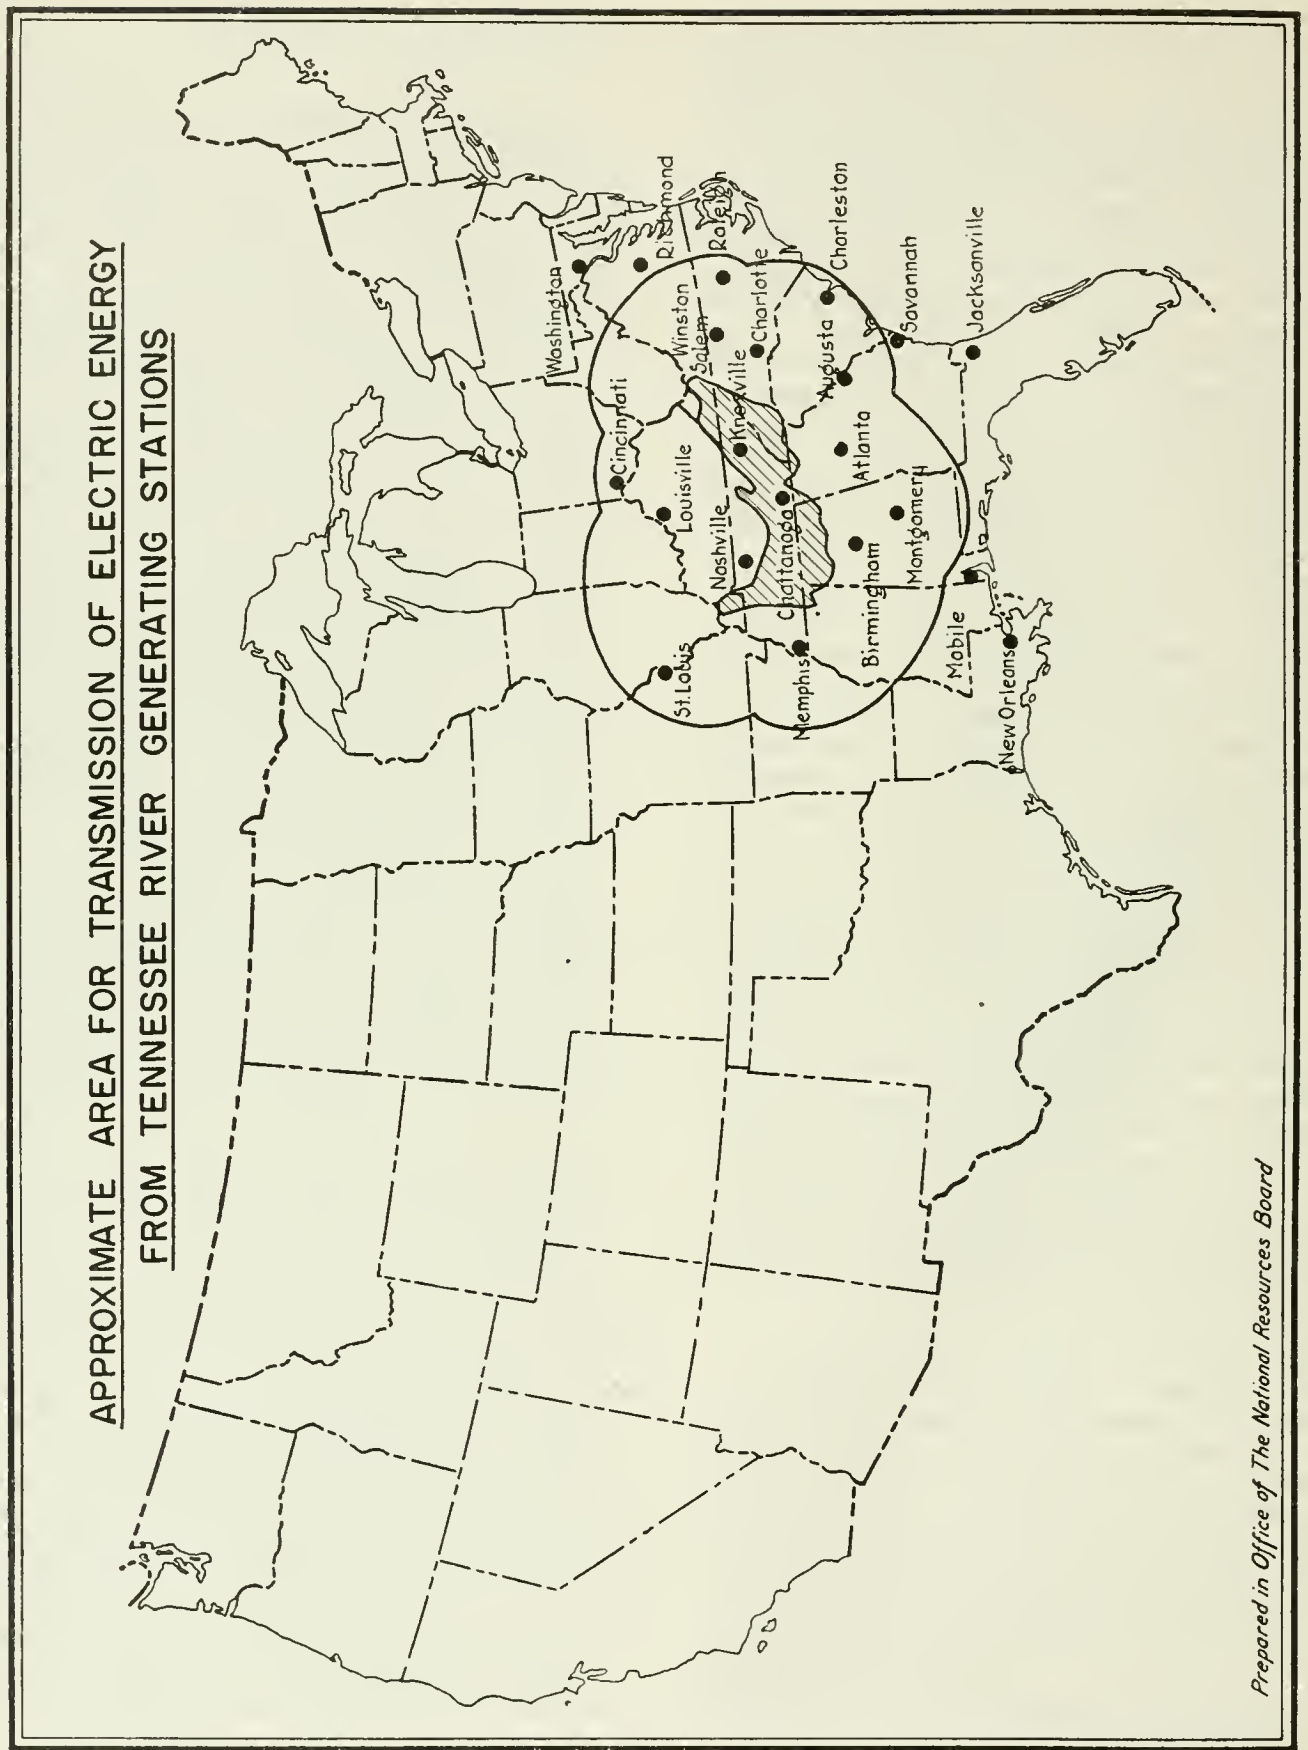 APPROXIMATE AREA FOR TRANSMISSION OF ELECTRIC ENERGY
FROM TENNESSEE RIVER GENERATING STATIONS
Washington
Richmond
Cincinnati
Winston
Salem
Raleigh
Louisville
Knoxville
Charlotte
St. Louis
Nashville
Chattanooga
Augusta
Charleston
Memphis
Atlanta
Savannah
Birmingham
Montgomery
Jacksonville
Mobile
New Orleans
Prepared in Office of The National Resources Board